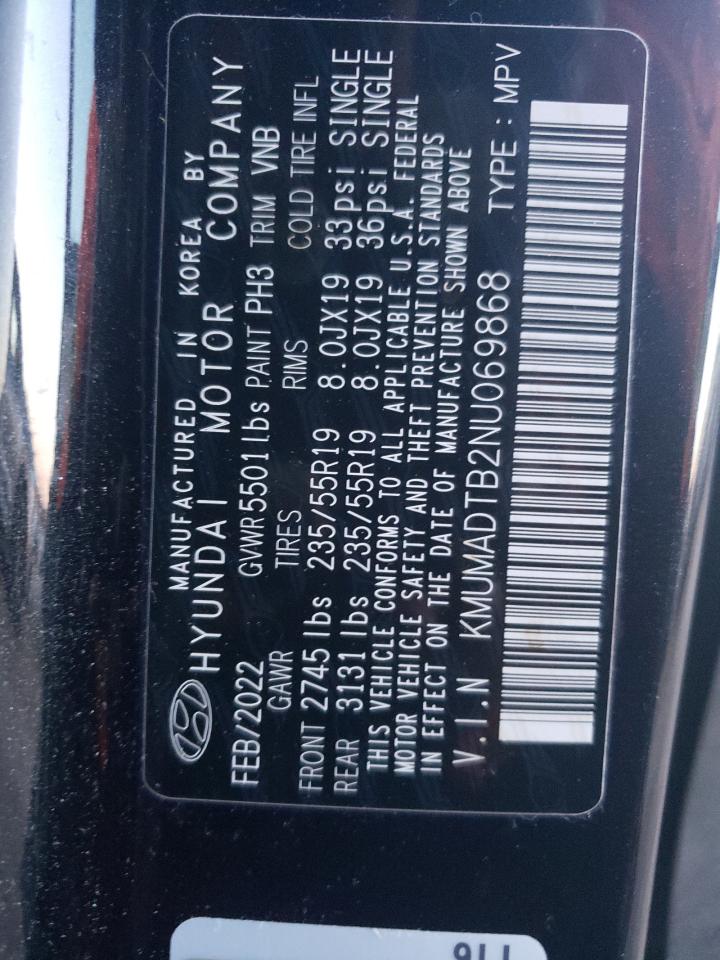 MANUFACTURED IN KOREA BY
HYUNDAI MOTOR COMPANY
FEB/2022 GVWR 5501 lbs PAINT PH3 TRIM VNB
GAWR TIRES RIMS COLD TIRE INFL
FRONT 2745 lbs 235/55R19 8.0JX19 33psi SINGLE
REAR 3131 lbs 235/55R19 8.0JX19 36psi SINGLE
THIS VEHICLE CONFORMS TO ALL APPLICABLE U.S.A. FEDERAL
MOTOR VEHICLE SAFETY AND THEFT PREVENTION STANDARDS
IN EFFECT ON THE DATE OF MANUFACTURE SHOWN ABOVE
V.I.N KMUMADTB2NU069868 TYPE : MPV